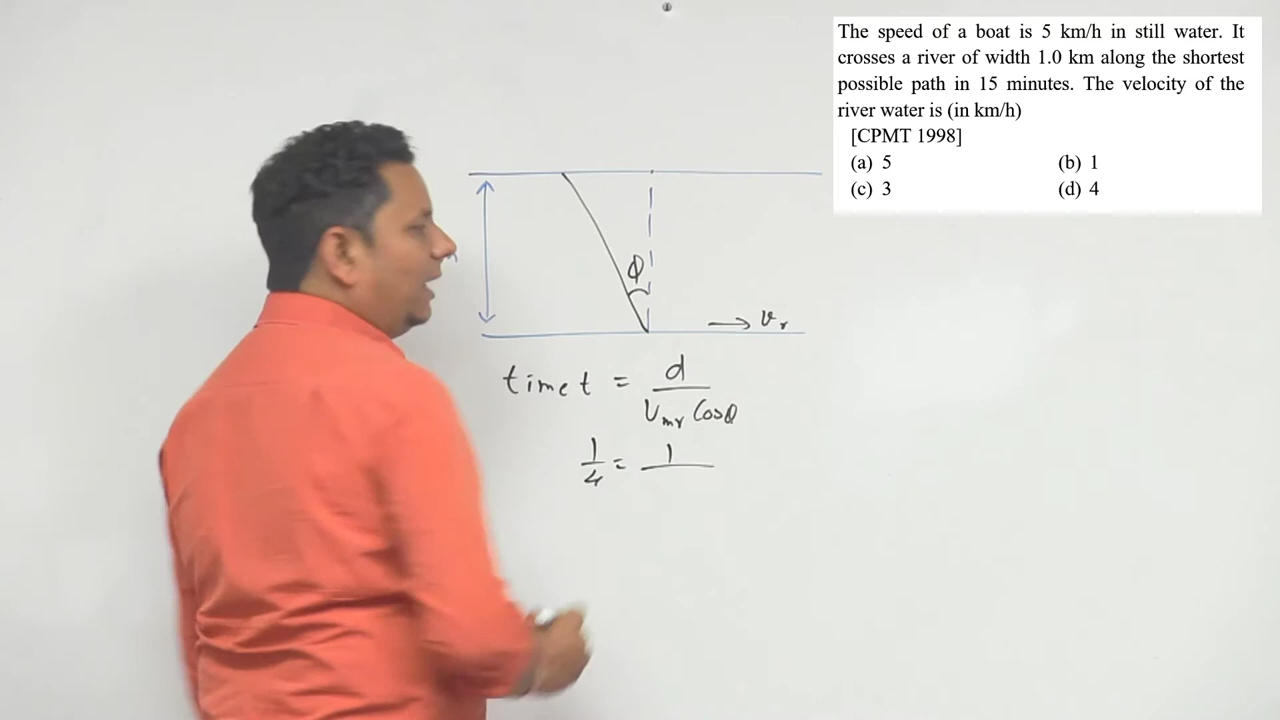 The speed of a boat is 5 km/h in still water. It
crosses a river of width 1.0 km along the shortest
possible path in 15 minutes. The velocity of the
river water is (in km/h)
[CPMT 1998]
(a) 5 (b) 1
(c) 3 (d) 4
θ
→ vᵣ
time t = d / vₘᵣ cosθ
1/4 = 1/